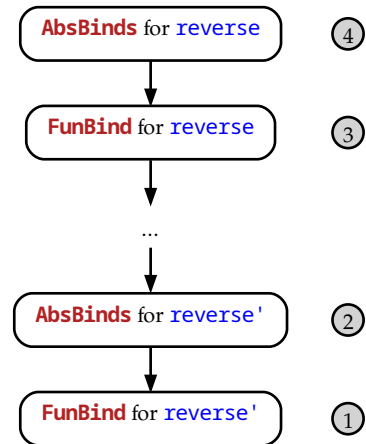 AbsBinds for reverse 4
FunBind for reverse 3
...
AbsBinds for reverse' 2
FunBind for reverse' 1